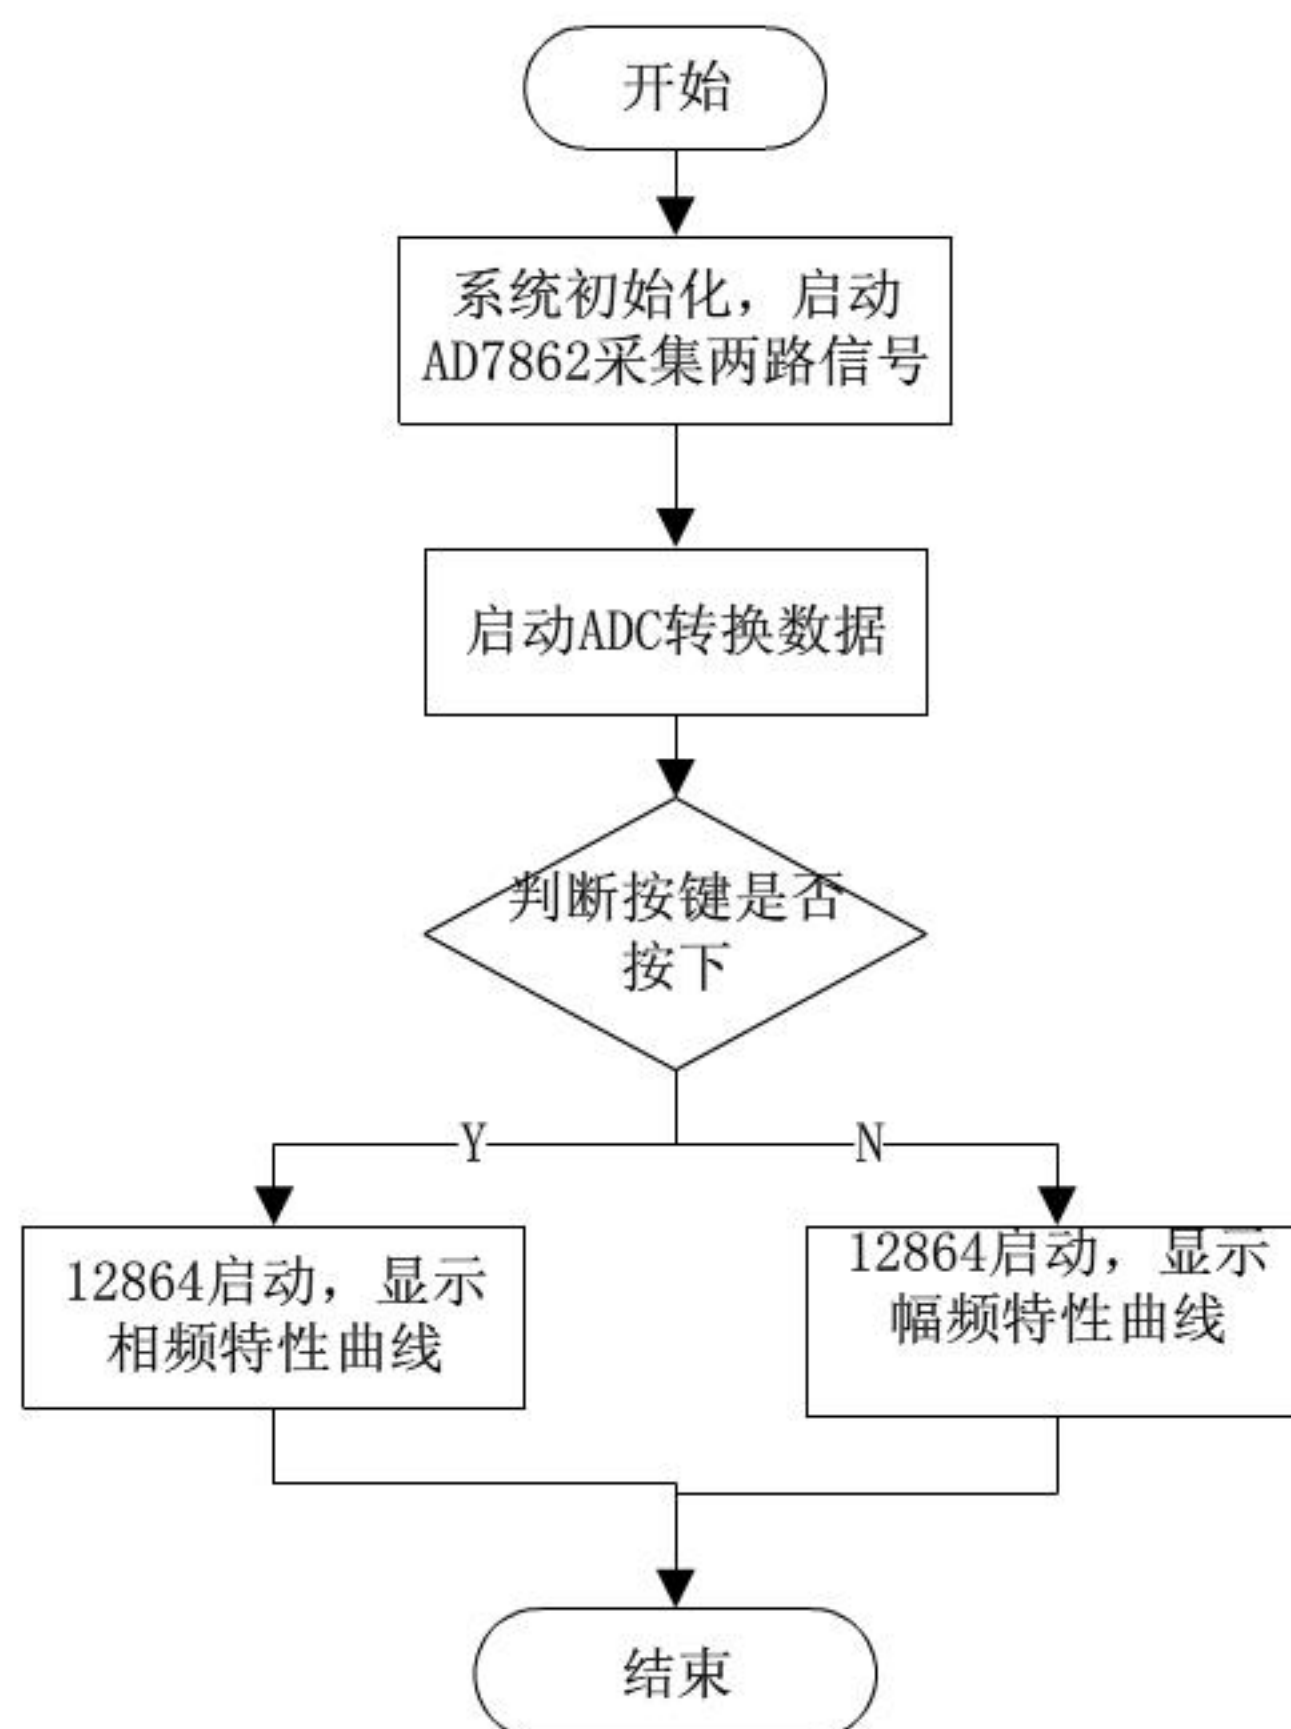 开始
系统初始化，启动
AD7862采集两路信号
启动ADC转换数据
判断按键是否
按下
Y
N
12864启动，显示
相频特性曲线
12864启动，显示
幅频特性曲线
结束